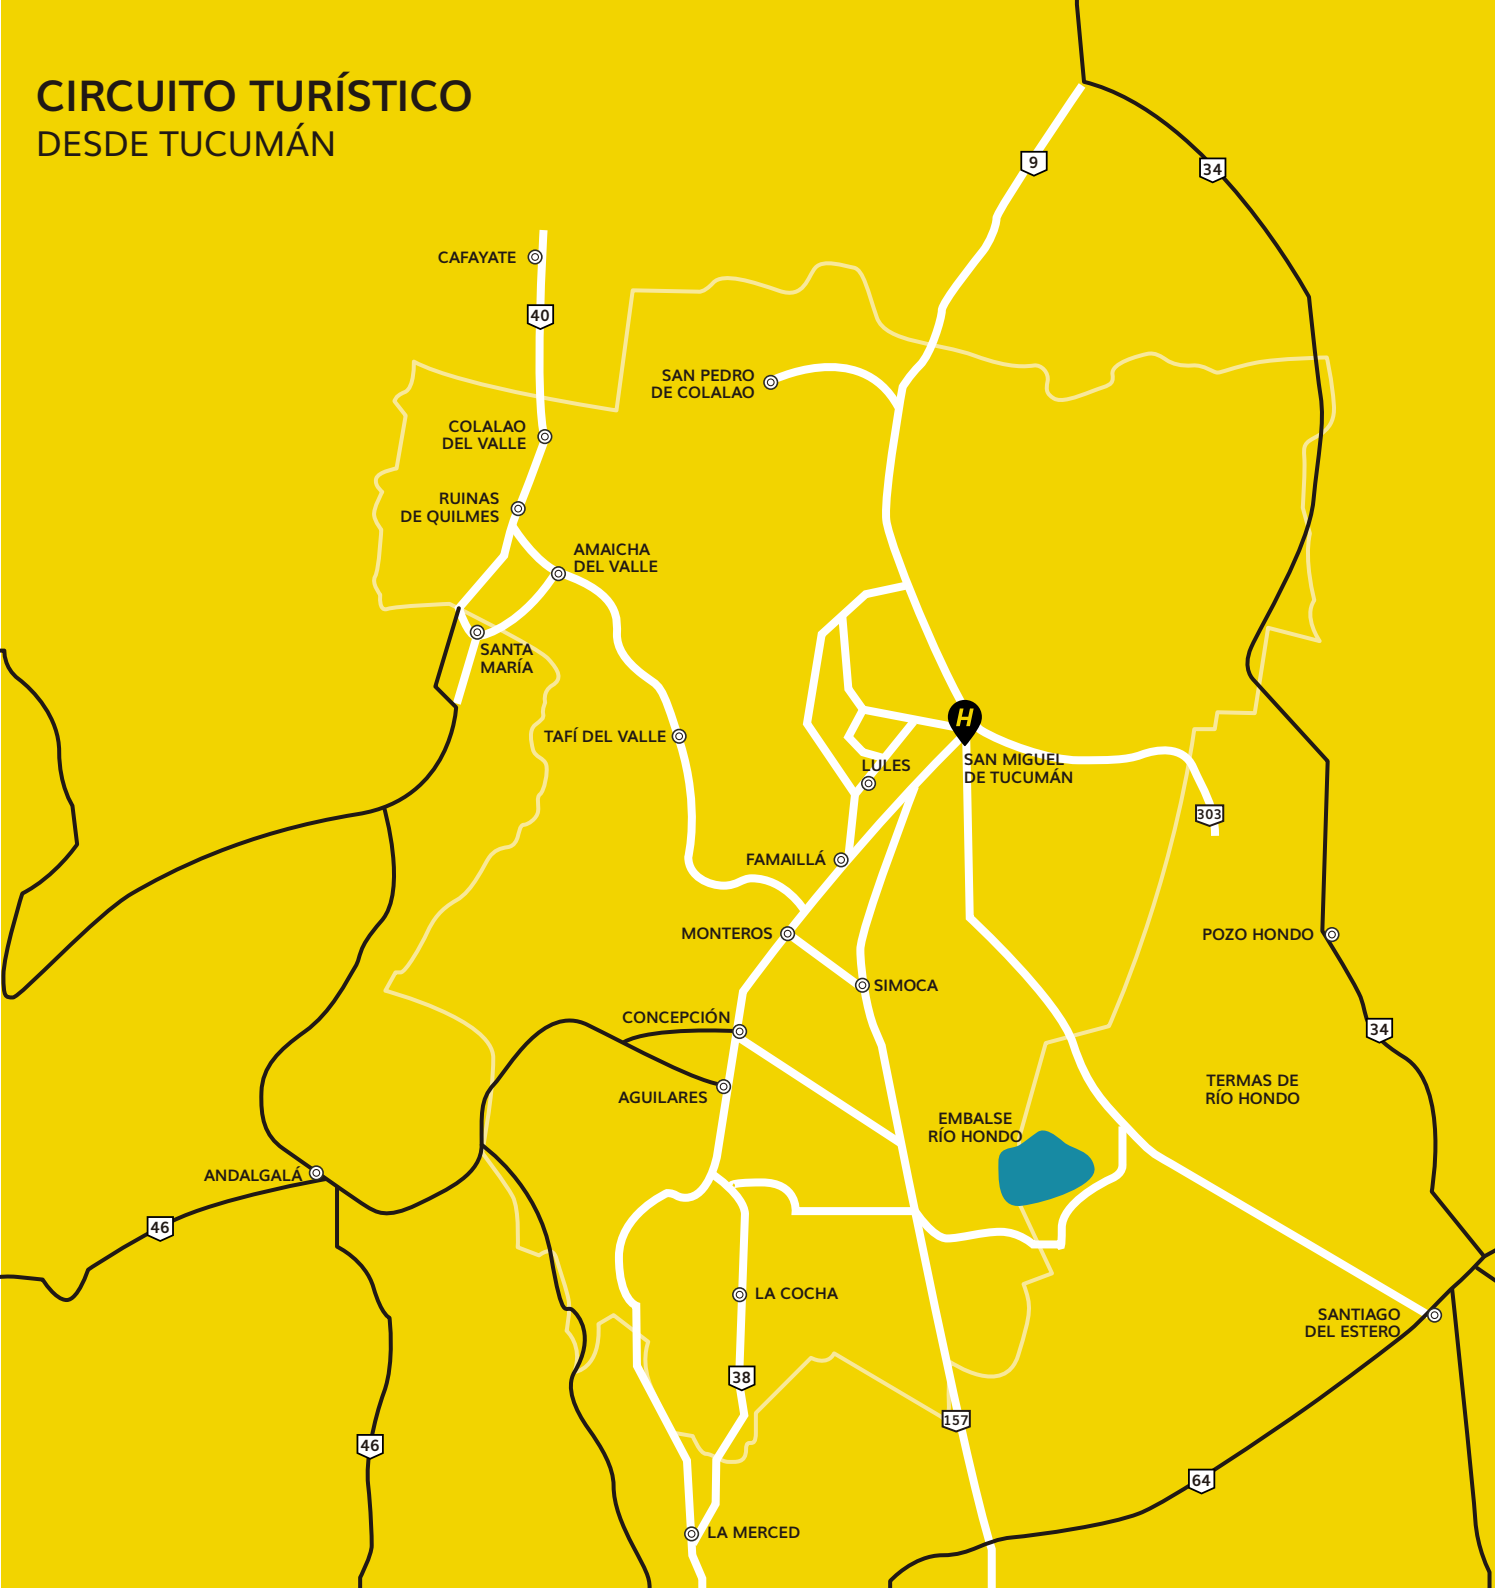 CIRCUITO TURÍSTICO
DESDE TUCUMÁN
9
34
CAFAYATE
40
SAN PEDRO
DE COLALAO
COLALAO
DEL VALLE
RUINAS
DE QUILMES
AMAICHA
DEL VALLE
SANTA
MARÍA
H
TAFÍ DEL VALLE
LULES
SAN MIGUEL
DE TUCUMÁN
303
FAMAILLÁ
MONTEROS
POZO HONDO
SIMOCA
CONCEPCIÓN
34
AGUILARES
TERMAS DE
RÍO HONDO
EMBALSE
RÍO HONDO
ANDALGALÁ
46
LA COCHA
SANTIAGO
DEL ESTERO
38
157
46
64
LA MERCED